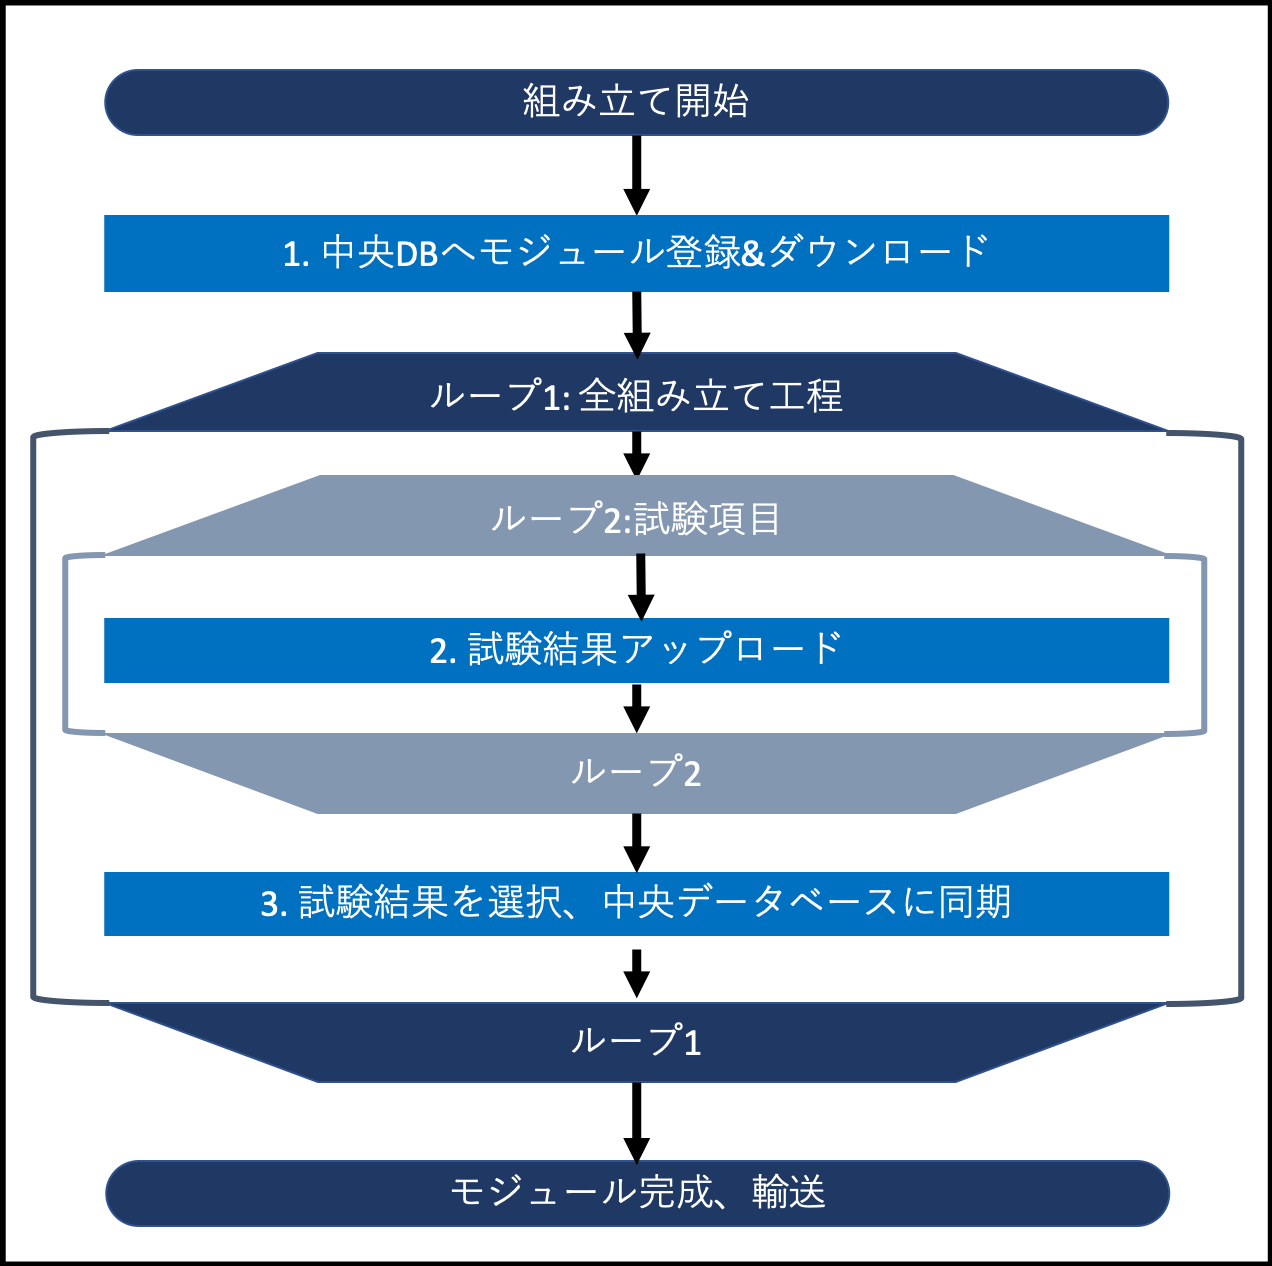 組み立て開始
1. 中央DBへモジュール登録&ダウンロード
ループ1: 全組み立て工程
ループ2:試験項目
2. 試験結果アップロード
ループ2
3. 試験結果を選択、中央データベースに同期
ループ1
モジュール完成、輸送